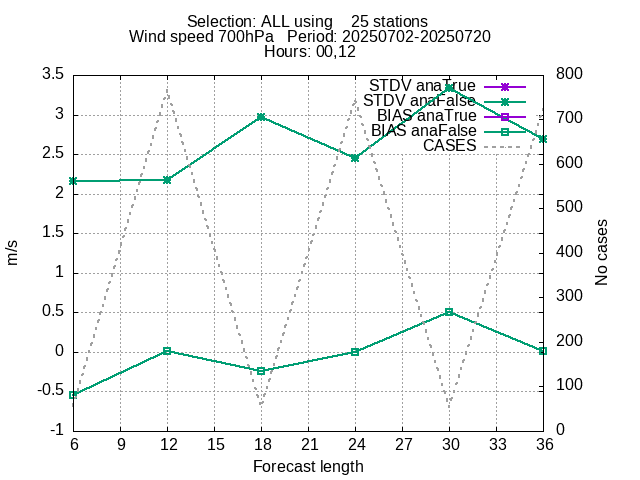 Selection: ALL using    25 stations
Wind speed 700hPa   Period: 20250702-20250720
Hours: 00,12
STDV anaTrue
STDV anaFalse
BIAS anaTrue
BIAS anaFalse
CASES
3.5
3
2.5
2
1.5
1
0.5
0
-0.5
-1
m/s
800
700
600
500
400
300
200
100
0
No cases
6 9 12 15 18 21 24 27 30 33 36
Forecast length